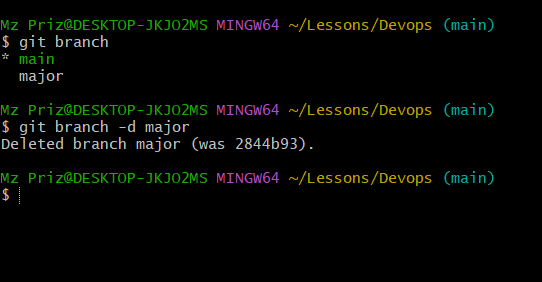 Mz Priz@DESKTOP-JKJO2MS MINGW64 ~/Lessons/Devops (main)
$ git branch
* main
  major
Mz Priz@DESKTOP-JKJO2MS MINGW64 ~/Lessons/Devops (main)
$ git branch -d major
Deleted branch major (was 2844b93).
Mz Priz@DESKTOP-JKJO2MS MINGW64 ~/Lessons/Devops (main)
$